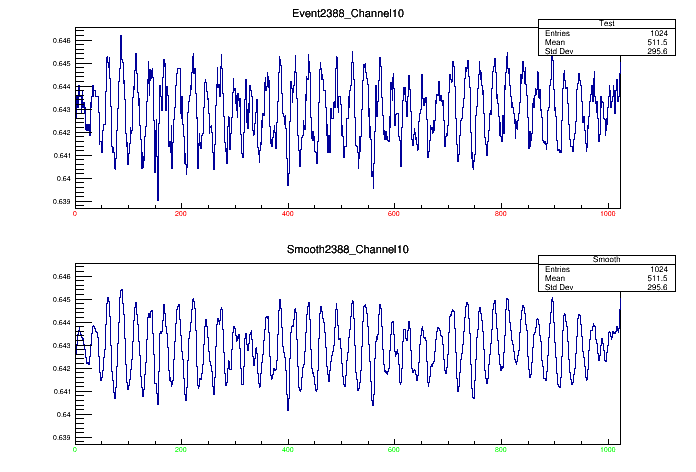 Event2388_Channel10
Test
Entries 1024
Mean 511.5
Std Dev 295.6
0.646
0.645
0.644
0.643
0.642
0.641
0.64
0.639
0 200 400 600 800 1000
Smooth2388_Channel10
Smooth
Entries 1024
Mean 511.5
Std Dev 295.6
0.646
0.645
0.644
0.643
0.642
0.641
0.64
0.639
0 200 400 600 800 1000